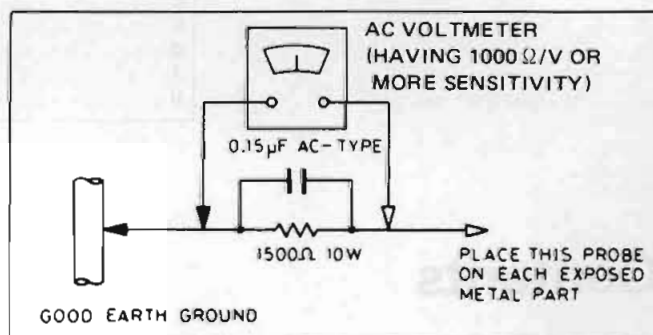 AC VOLTMETER
(HAVING 1000 Ω/V OR
MORE SENSITIVITY)
0.15µF AC-TYPE
1500Ω 10W
PLACE THIS PROBE
ON EACH EXPOSED
METAL PART
GOOD EARTH GROUND